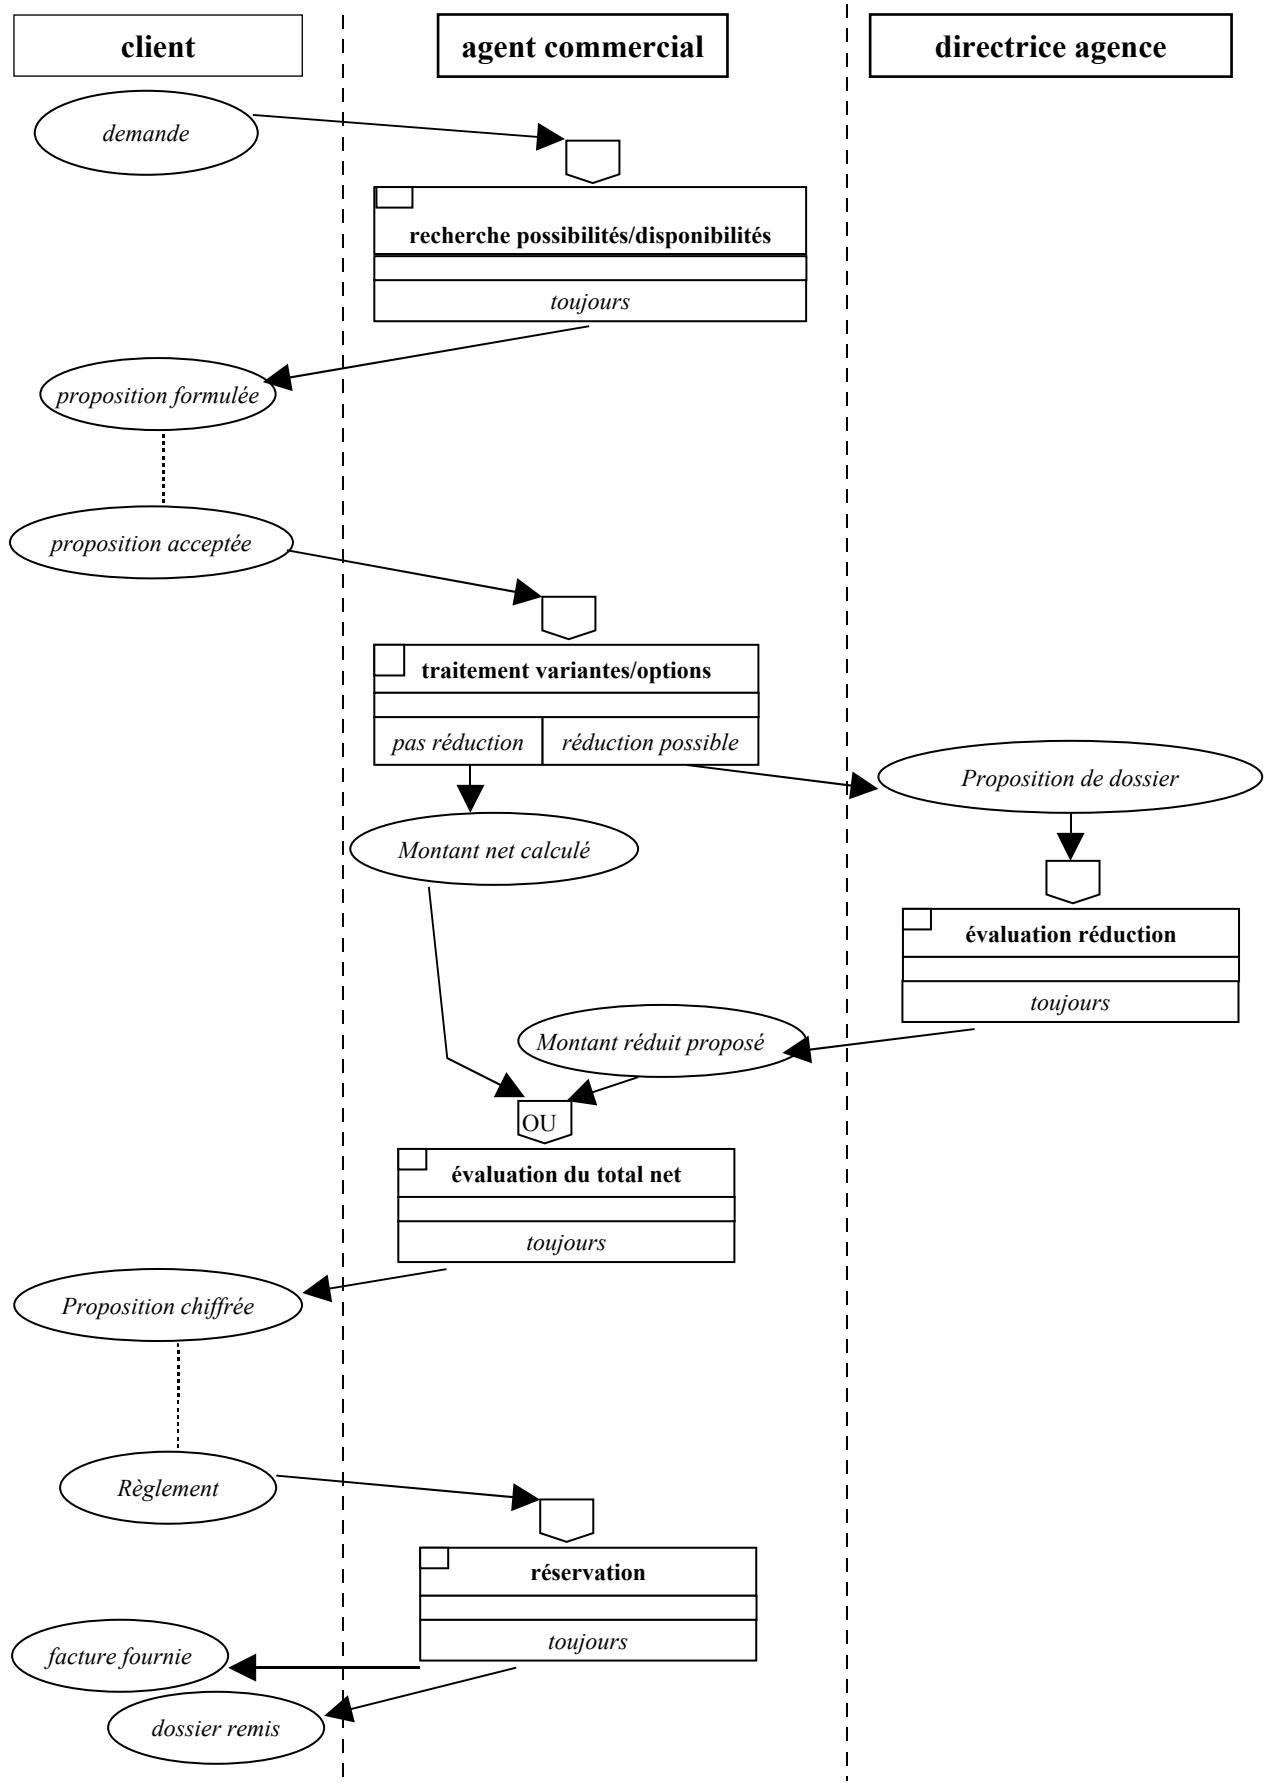 client
agent commercial
directrice agence
demande
recherche possibilités/disponibilités
toujours
proposition formulée
proposition acceptée
traitement variantes/options
pas réduction
réduction possible
Proposition de dossier
Montant net calculé
évaluation réduction
toujours
Montant réduit proposé
OU
évaluation du total net
toujours
Proposition chiffrée
Règlement
réservation
toujours
facture fournie
dossier remis